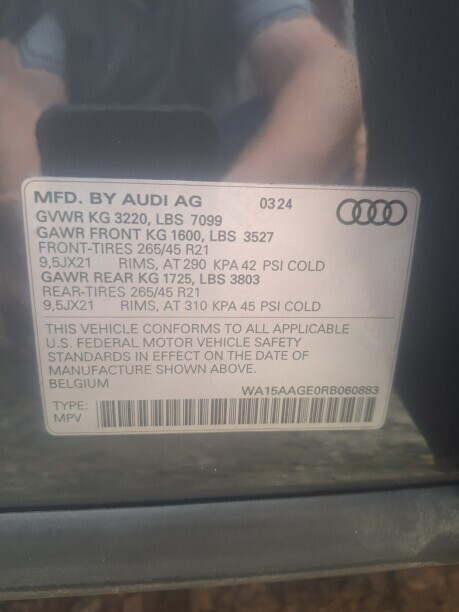 MFD. BY AUDI AG 0324
GVWR KG 3220, LBS 7099
GAWR FRONT KG 1600, LBS 3527
FRONT-TIRES 265/45 R21
9,5JX21 RIMS, AT 290 KPA 42 PSI COLD
GAWR REAR KG 1725, LBS 3803
REAR-TIRES 265/45 R21
9,5JX21 RIMS, AT 310 KPA 45 PSI COLD
THIS VEHICLE CONFORMS TO ALL APPLICABLE
U.S. FEDERAL MOTOR VEHICLE SAFETY
STANDARDS IN EFFECT ON THE DATE OF
MANUFACTURE SHOWN ABOVE.
BELGIUM WA15AAGE0RB060883
TYPE:
MPV